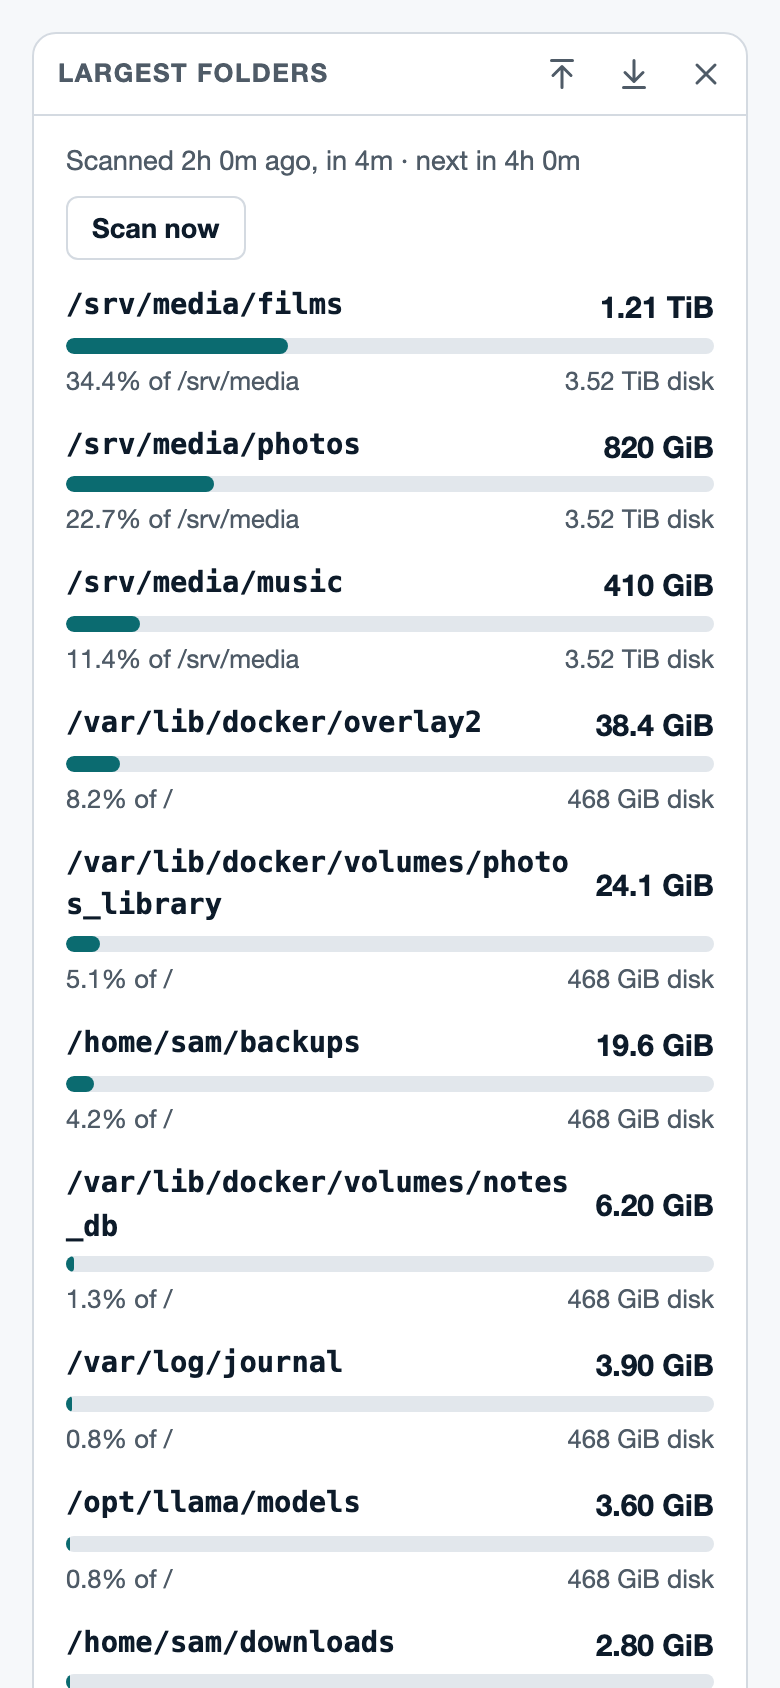 LARGEST FOLDERS
Scanned 2h 0m ago, in 4m · next in 4h 0m
Scan now
/srv/media/films 1.21 TiB
34.4% of /srv/media 3.52 TiB disk
/srv/media/photos 820 GiB
22.7% of /srv/media 3.52 TiB disk
/srv/media/music 410 GiB
11.4% of /srv/media 3.52 TiB disk
/var/lib/docker/overlay2 38.4 GiB
8.2% of / 468 GiB disk
/var/lib/docker/volumes/photo
s_library 24.1 GiB
5.1% of / 468 GiB disk
/home/sam/backups 19.6 GiB
4.2% of / 468 GiB disk
/var/lib/docker/volumes/notes
_db 6.20 GiB
1.3% of / 468 GiB disk
/var/log/journal 3.90 GiB
0.8% of / 468 GiB disk
/opt/llama/models 3.60 GiB
0.8% of / 468 GiB disk
/home/sam/downloads 2.80 GiB